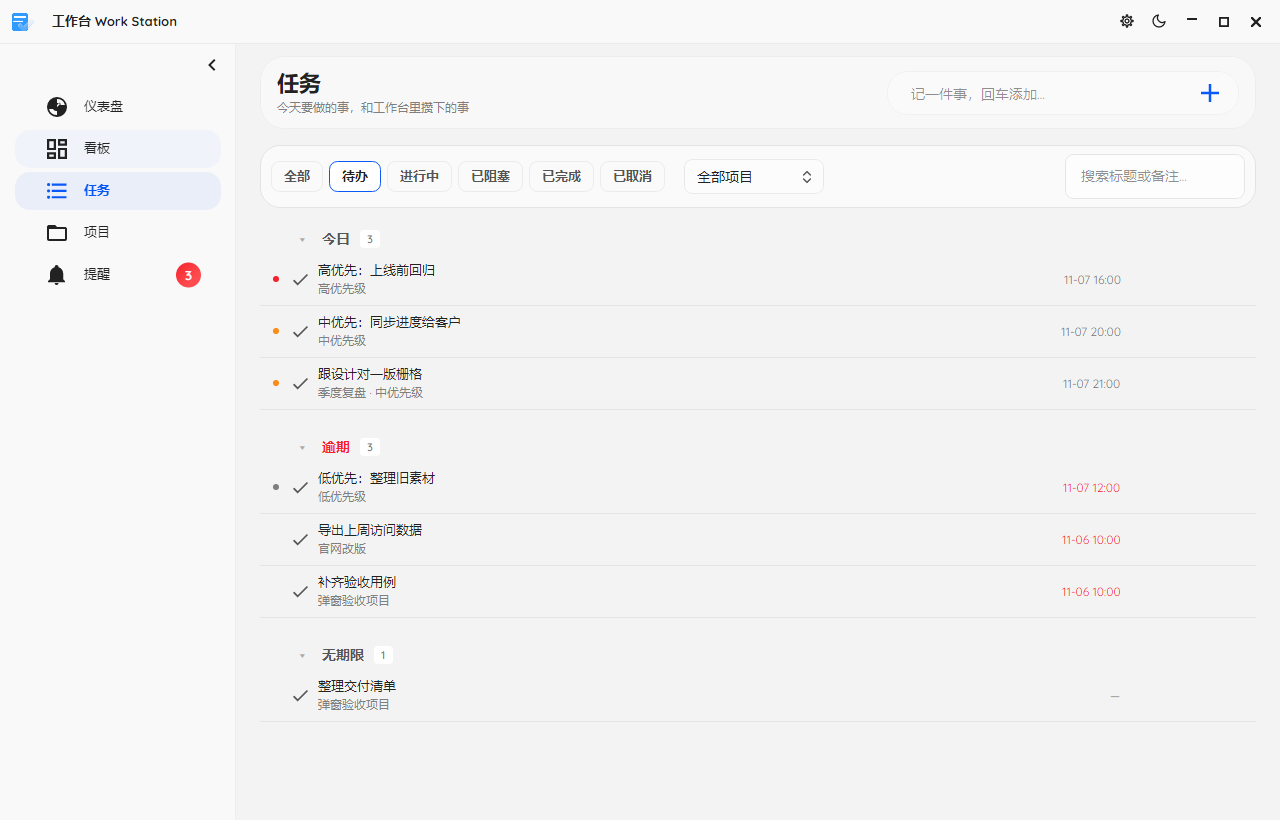 工作台 Work Station
仪表盘
看板
任务
项目
提醒
3
任务
今天要做的事，和工作台里攒下的事
记一件事，回车添加...
全部
待办
进行中
已阻塞
已完成
已取消
全部项目
搜索标题或备注...
今日 3
高优先：上线前回归
高优先级
11-07 16:00
中优先：同步进度给客户
中优先级
11-07 20:00
跟设计对一版栅格
季度复盘 · 中优先级
11-07 21:00
逾期 3
低优先：整理旧素材
低优先级
11-07 12:00
导出上周访问数据
官网改版
11-06 10:00
补齐验收用例
弹窗验收项目
11-06 10:00
无期限 1
整理交付清单
弹窗验收项目
—